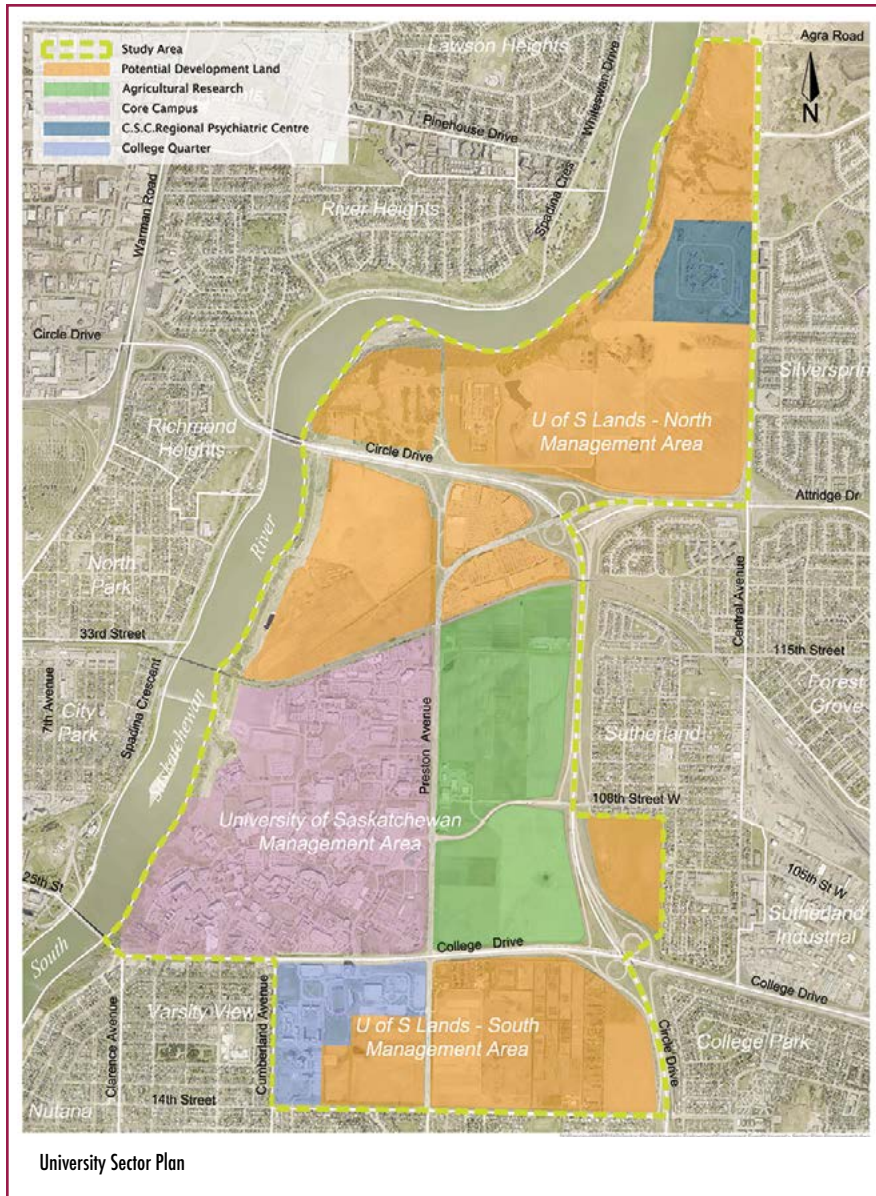 Study Area
Potential Development Land
Agricultural Research
Core Campus
C.S.C.Regional Psychiatric Centre
College Quarter
Lawson Heights
Agra Road
N
Whiteswan Drive
Pinehouse Drive
Spadina Cres
Warman Road
River Heights
Circle Drive
Silverspring
U of S Lands - North
Management Area
Richmond
Heights
Circle Drive
Attridge Dr
River
North
Park
Central Avenue
33rd Street
115th Street
7th Avenue
City
Park
Spadina Crescent
Saskatchewan
Forest
Grove
Preston Avenue
Sutherland
108th Street W
University of Saskatchewan
Management Area
25th St
105th St W
Sutherland
Industrial
South
College Drive
College Drive
Clarence Avenue
Varsity View
Cumberland Avenue
U of S Lands - South
Management Area
Circle Drive
College Park
14th Street
Nutana
University Sector Plan